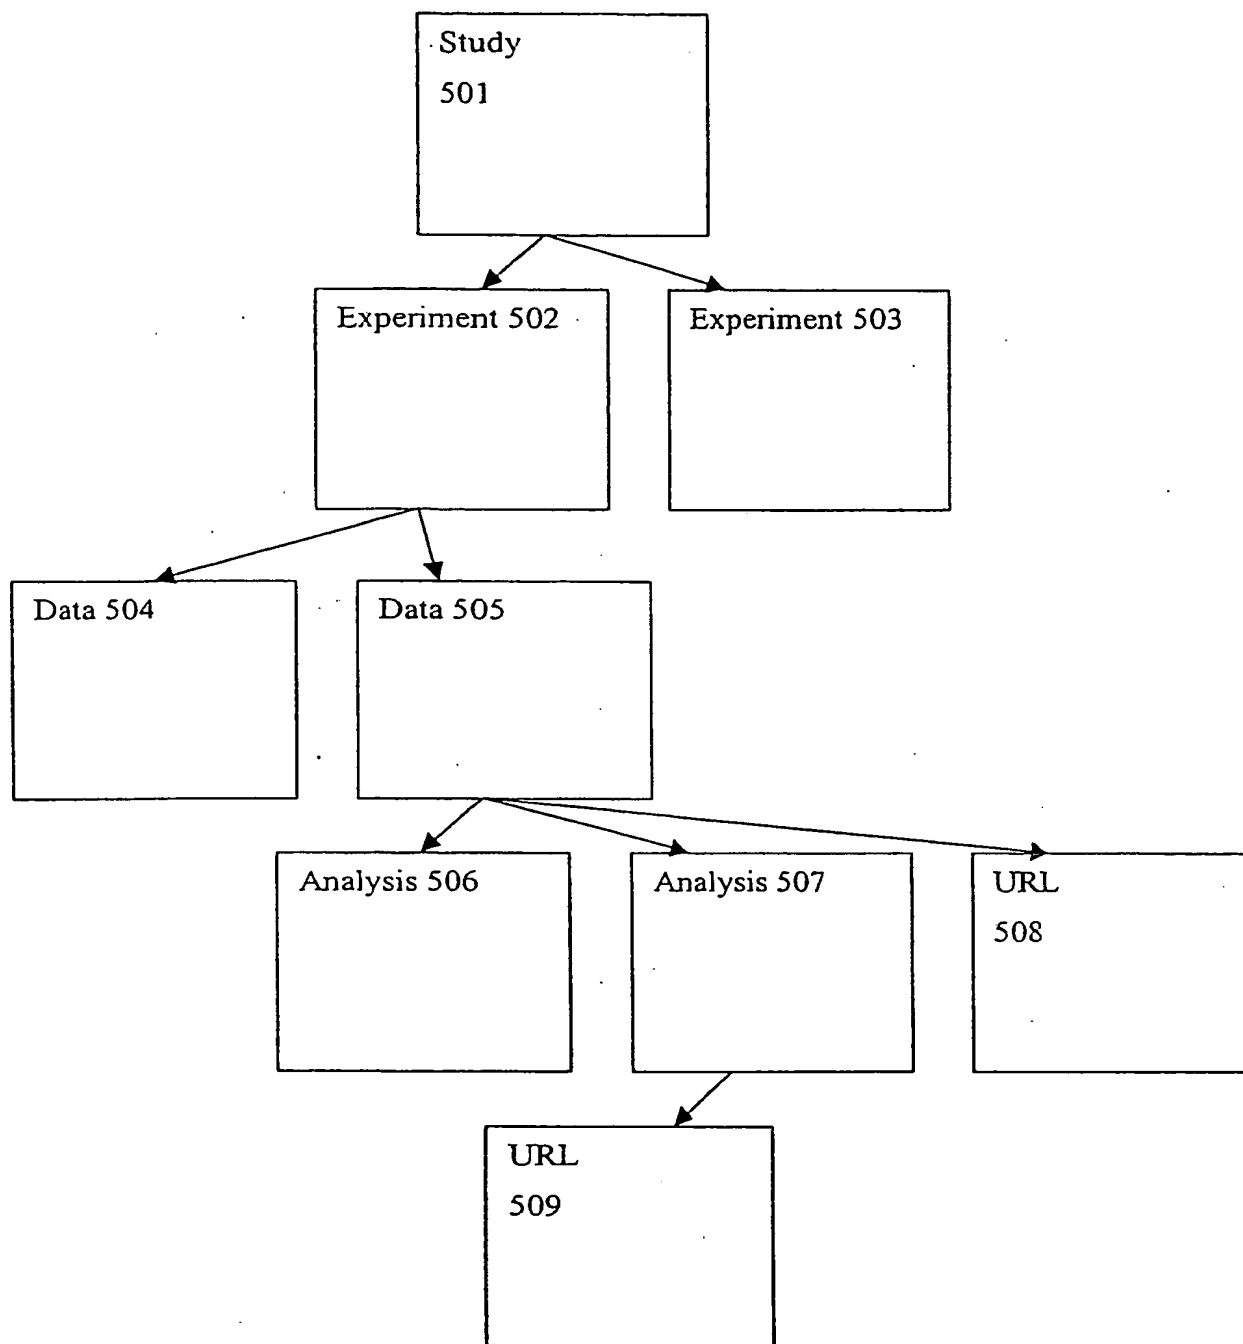 Study
501
Experiment 502
Experiment 503
Data 504
Data 505
Analysis 506
Analysis 507
URL
508
URL
509